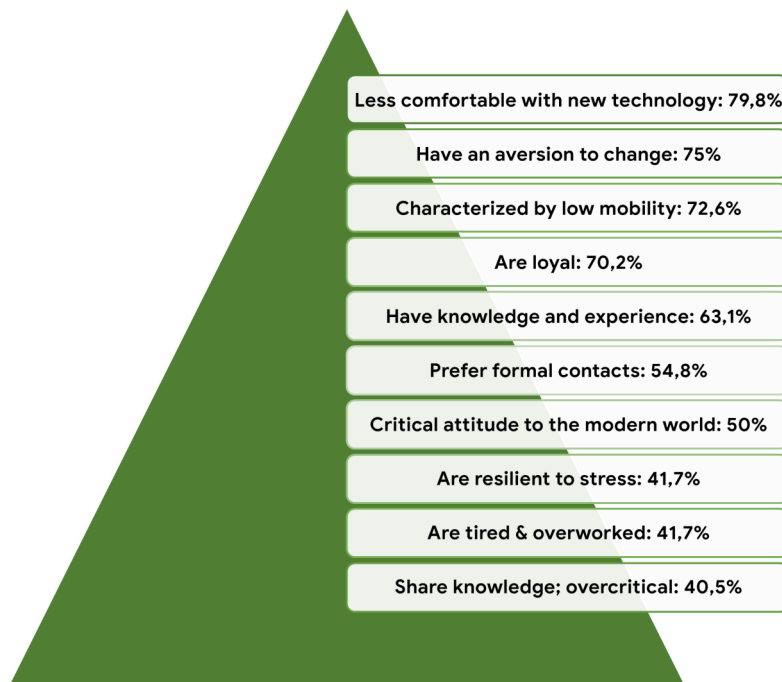 Less comfortable with new technology: 79,8%
Have an aversion to change: 75%
Characterized by low mobility: 72,6%
Are loyal: 70,2%
Have knowledge and experience: 63,1%
Prefer formal contacts: 54,8%
Critical attitude to the modern world: 50%
Are resilient to stress: 41,7%
Are tired & overworked: 41,7%
Share knowledge; overcritical: 40,5%